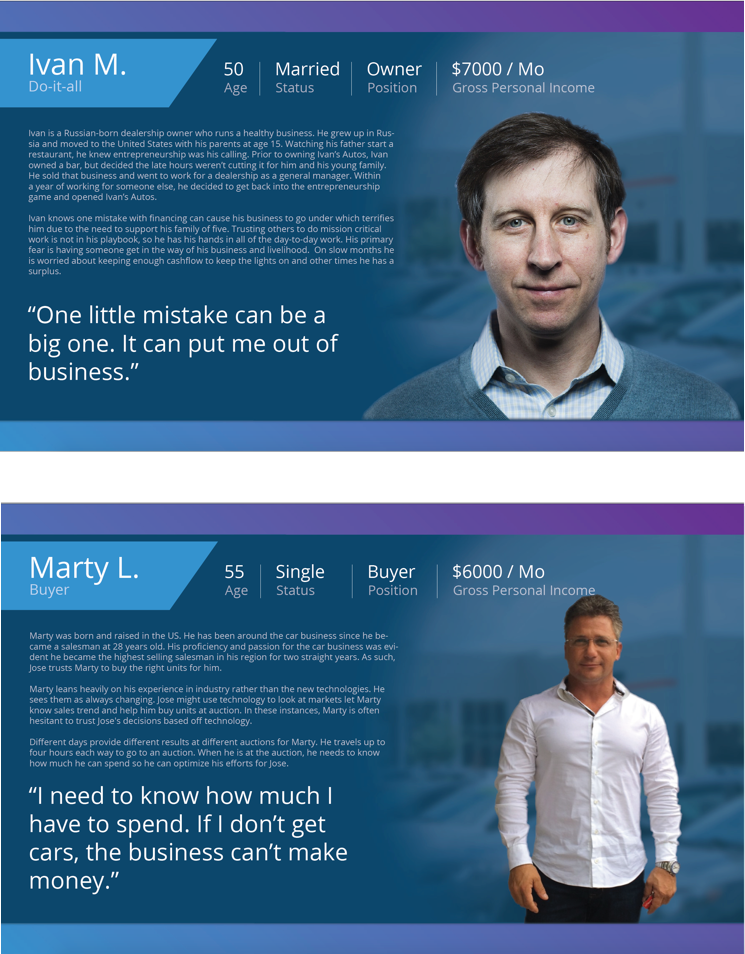 Ivan M.
Do-it-all
50
Age
Married
Status
Owner
Position
$7000 / Mo
Gross Personal Income
Ivan is a Russian-born dealership owner who runs a healthy business. He grew up in Rus-
sia and moved to the United States with his parents at age 15. Watching his father start a
restaurant, he knew entrepreneurship was his calling. Prior to owning Ivan's Autos, Ivan
owned a bar, but decided the late hours weren't cutting it for him and his young family.
He sold that business and went to work for a dealership as a general manager. Within
a year of working for someone else, he decided to get back into the entrepreneurship
game and opened Ivan's Autos.
Ivan knows one mistake with financing can cause his business to go under which terrifies
him due to the need to support his family of five. Trusting others to do mission critical
work is not in his playbook, so he has his hands in all of the day-to-day work. His primary
fear is having someone get in the way of his business and livelihood.  On slow months he
is worried about keeping enough cashflow to keep the lights on and other times he has a
surplus.
“One little mistake can be a
big one. It can put me out of
business.”
Marty L.
Buyer
55
Age
Single
Status
Buyer
Position
$6000 / Mo
Gross Personal Income
Marty was born and raised in the US. He has been around the car business since he be-
came a salesman at 28 years old. His proficiency and passion for the car business was evi-
dent he became the highest selling salesman in his region for two straight years. As such,
Jose trusts Marty to buy the right units for him.
Marty leans heavily on his experience in industry rather than the new technologies. He
sees them as always changing. Jose might use technology to look at markets let Marty
know sales trend and help him buy units at auction. In these instances, Marty is often
hesitant to trust Jose's decisions based off technology.
Different days provide different results at different auctions for Marty. He travels up to
four hours each way to go to an auction. When he is at the auction, he needs to know
how much he can spend so he can optimize his efforts for Jose.
“I need to know how much I
have to spend. If I don’t get
cars, the business can’t make
money.”